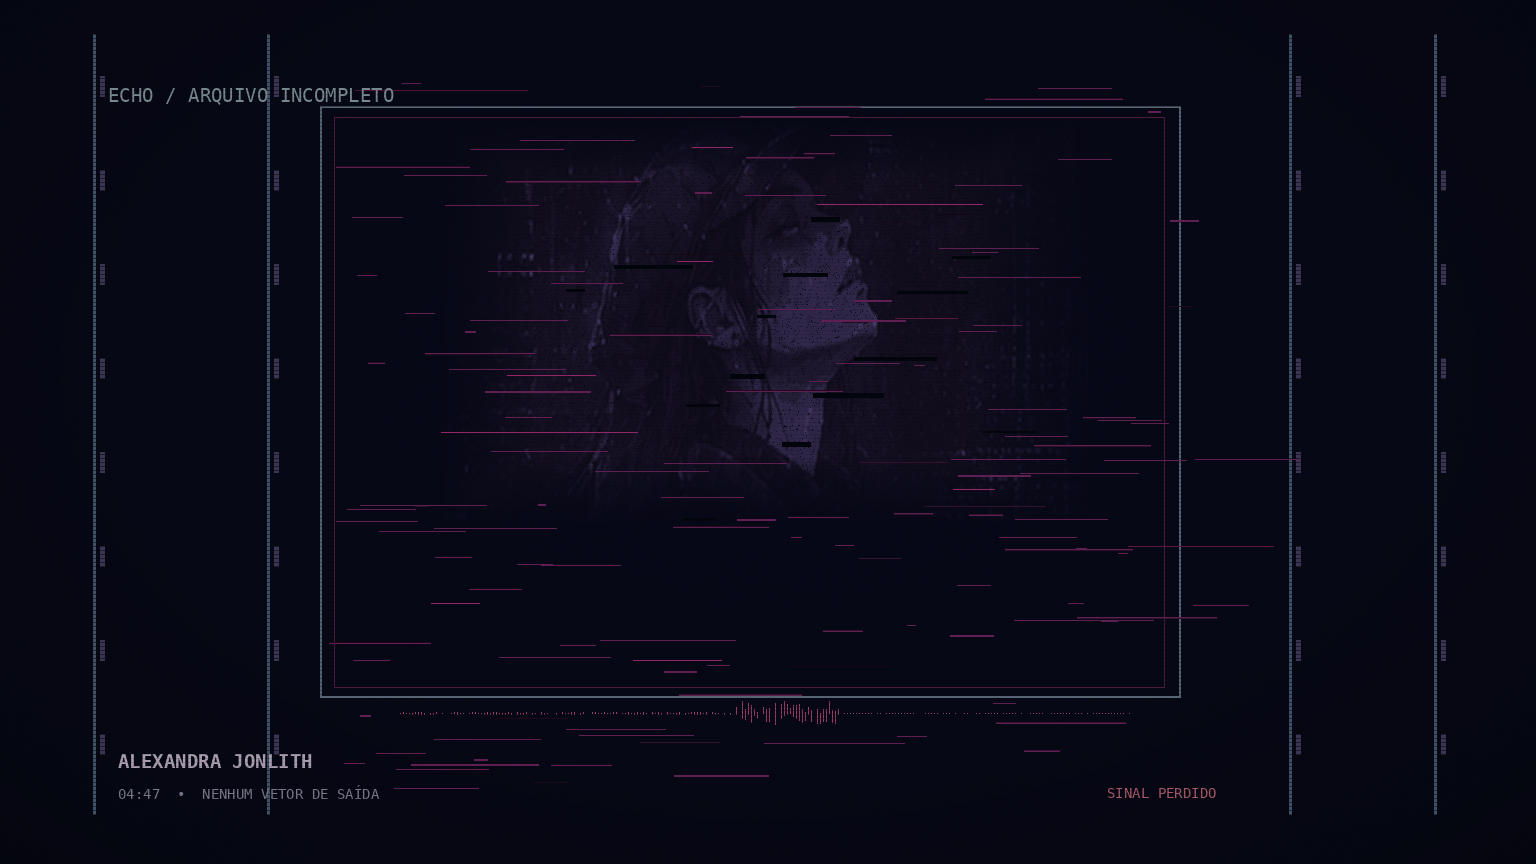 ECHO / ARQUIVO INCOMPLETO
ALEXANDRA JONLITH
04:47 • NENHUM VETOR DE SAÍDA
SINAL PERDIDO